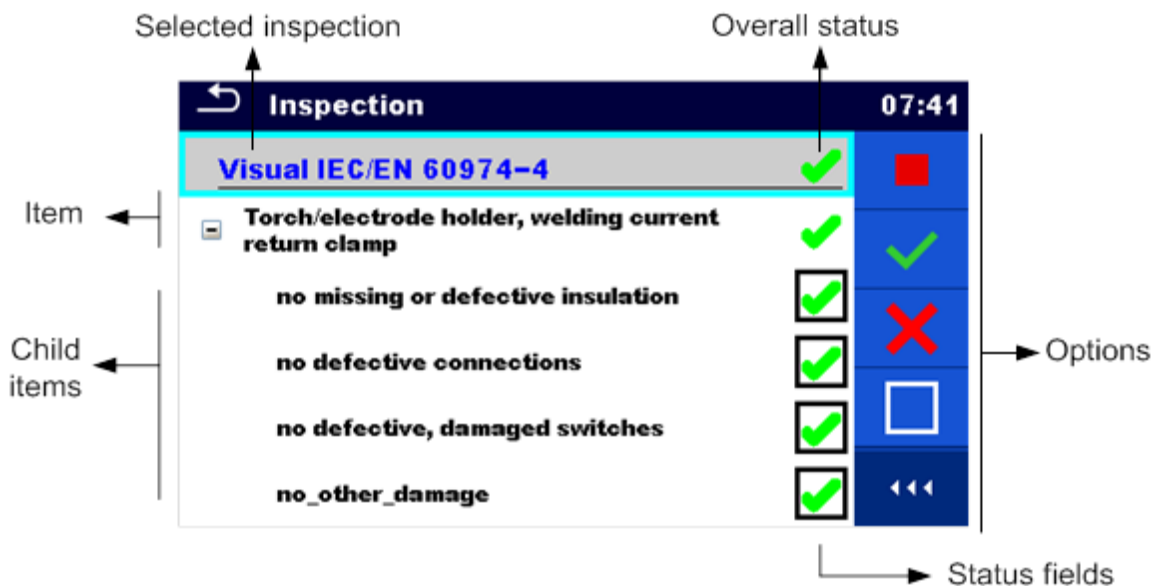 Selected inspection
Overall status
Inspection
07:41
Visual IEC/EN 60974-4
Item
Torch/electrode holder, welding current
return clamp
no missing or defective insulation
Child
items
no defective connections
Options
no defective, damaged switches
no_other_damage
Status fields